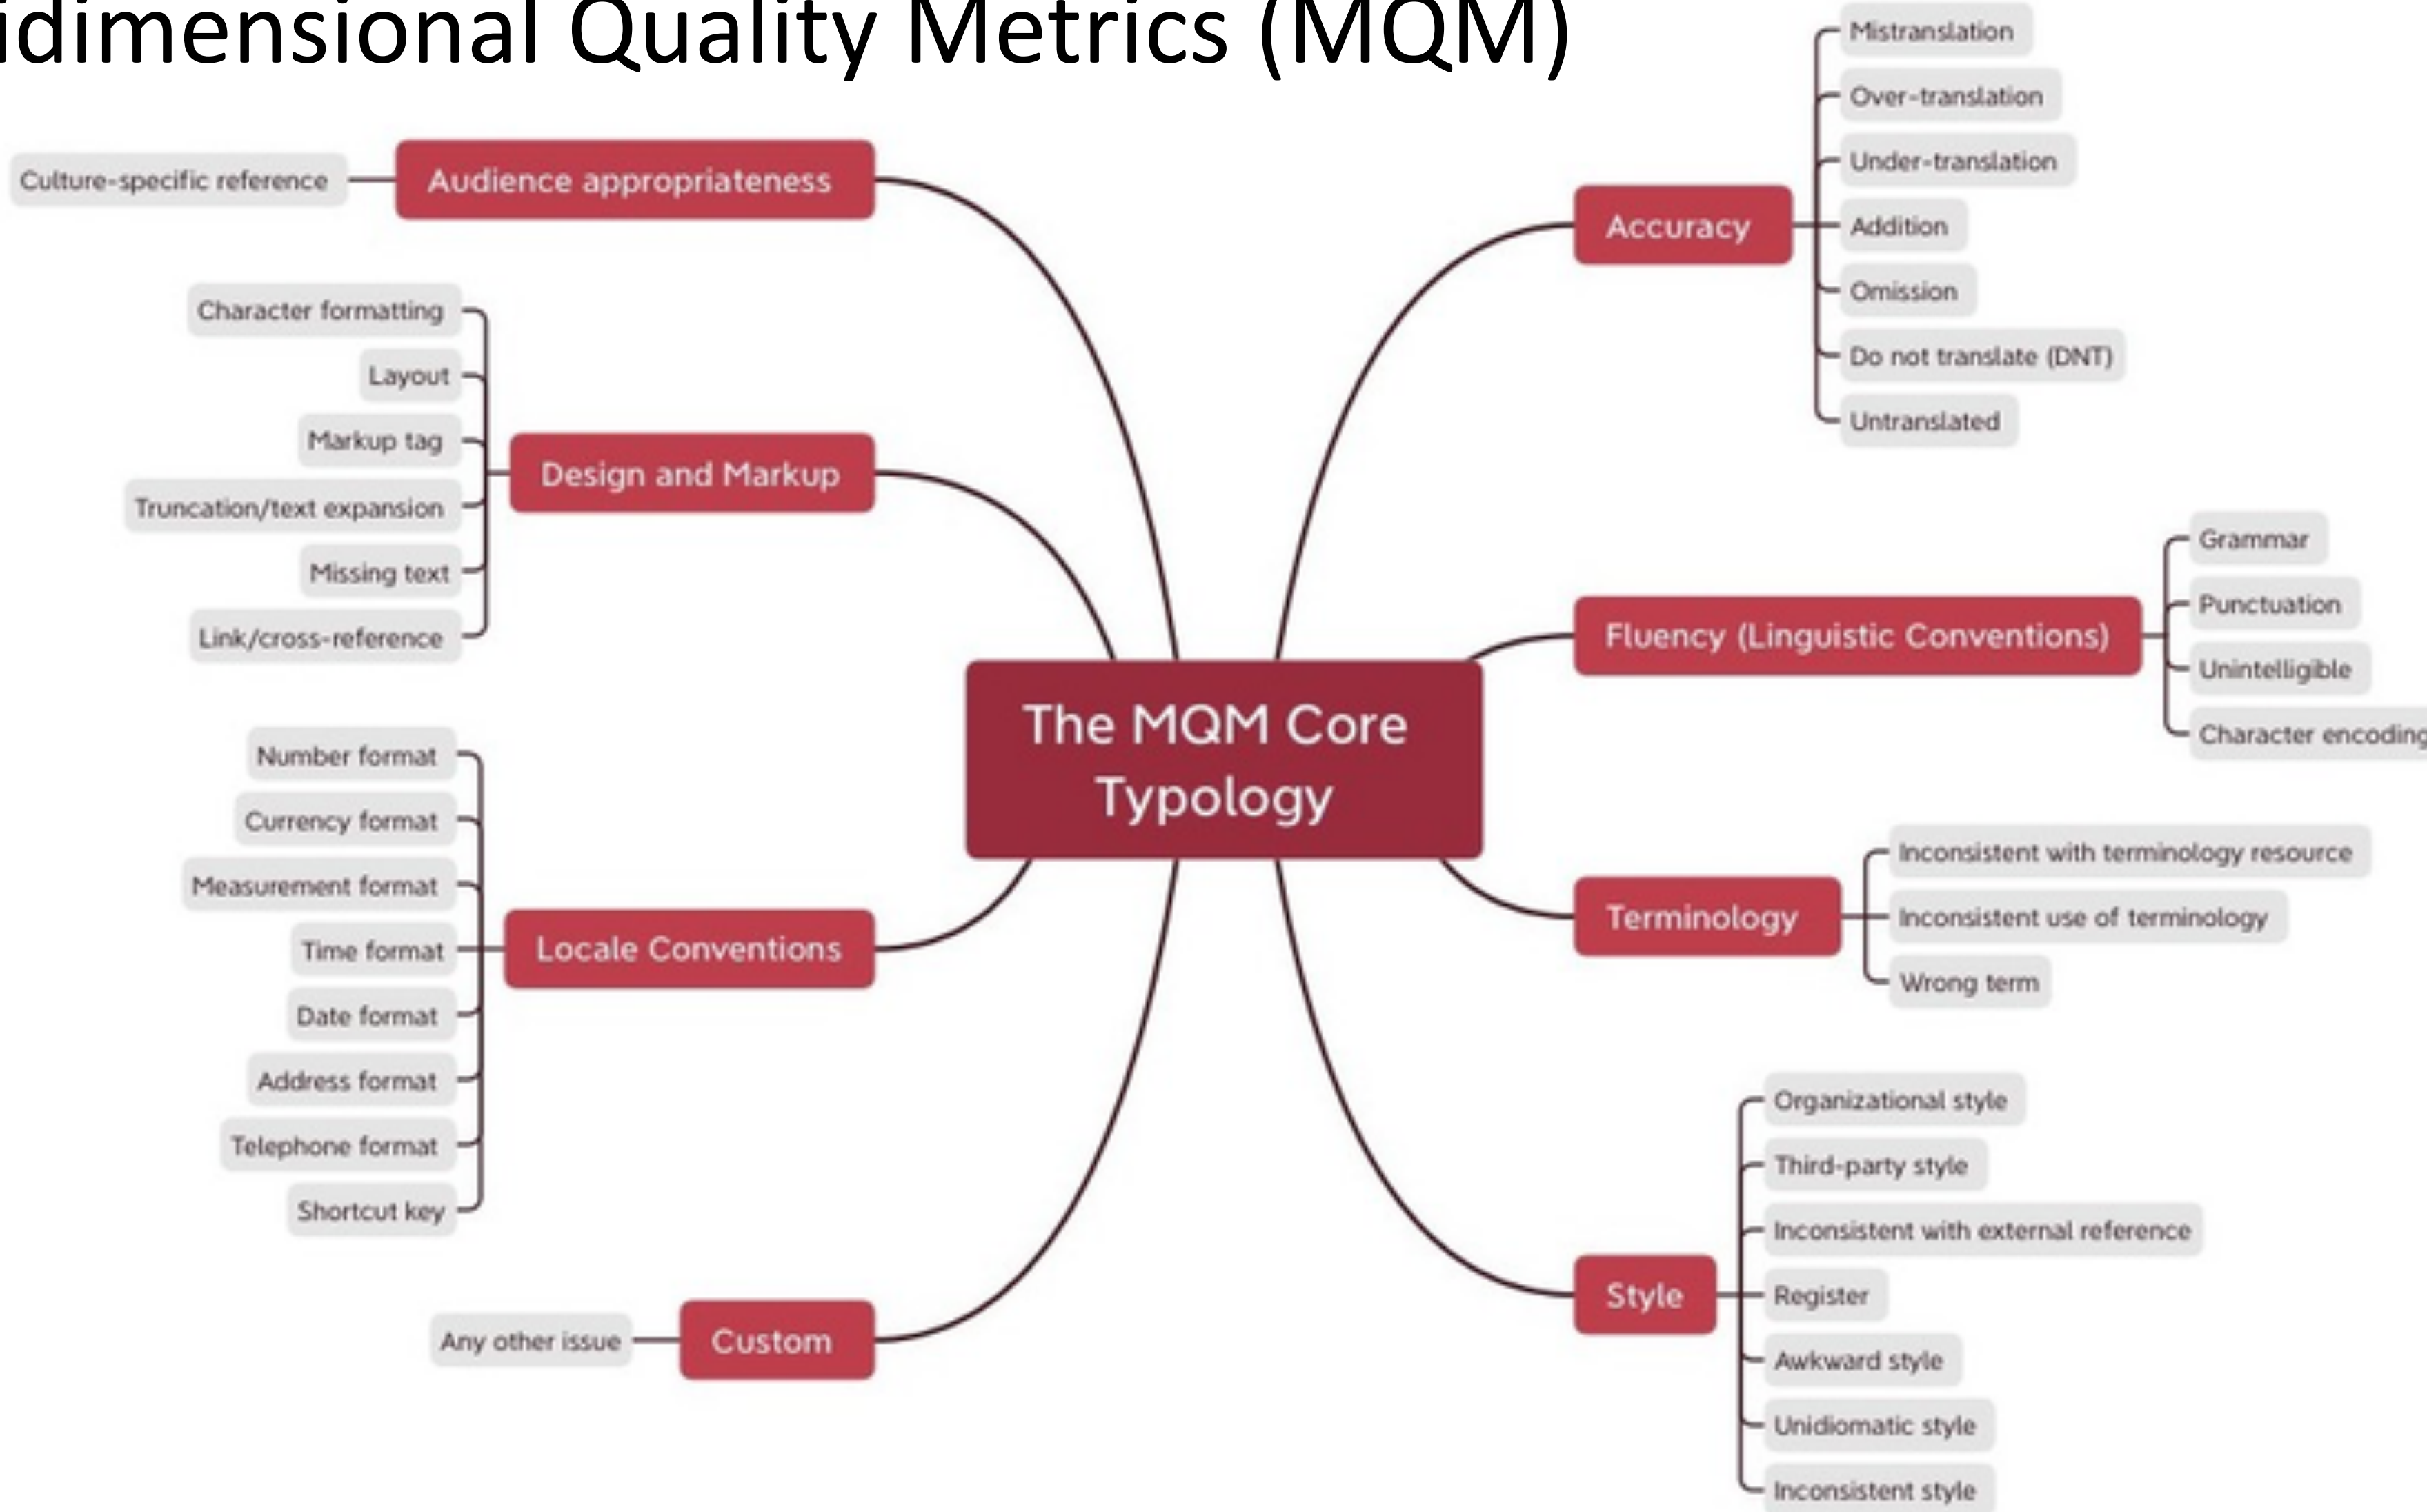 idimensional Quality Metrics (MQM)
Audience appropriateness
Culture-specific reference
Design and Markup
Character formatting
Layout
Markup tag
Truncation/text expansion
Missing text
Link/cross-reference
Locale Conventions
Number format
Currency format
Measurement format
Time format
Date format
Address format
Telephone format
Shortcut key
Custom
Any other issue
The MQM Core
Typology
Accuracy
Mistranslation
Over-translation
Under-translation
Addition
Omission
Do not translate (DNT)
Untranslated
Fluency (Linguistic Conventions)
Grammar
Punctuation
Unintelligible
Character encoding
Terminology
Inconsistent with terminology resource
Inconsistent use of terminology
Wrong term
Style
Organizational style
Third-party style
Inconsistent with external reference
Register
Awkward style
Unidiomatic style
Inconsistent style